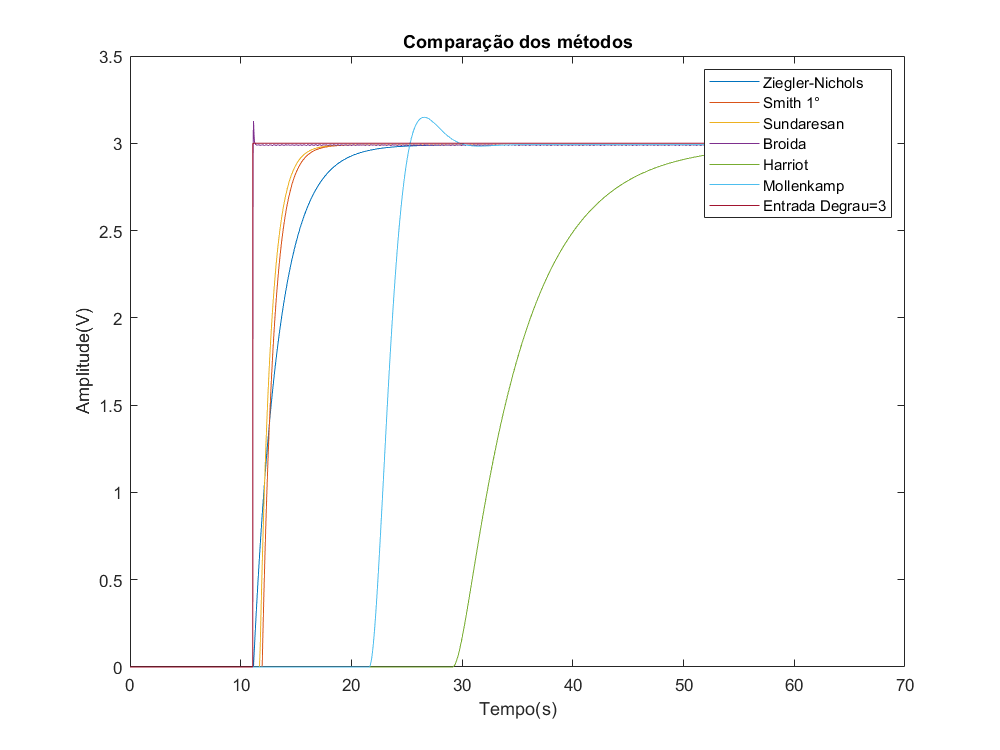 Comparação dos métodos
3.5
3
2.5
2
1.5
1
0.5
0
Amplitude(V)
0 10 20 30 40 50 60 70
Tempo(s)
Ziegler-Nichols
Smith 1°
Sundaresan
Broida
Harriot
Mollenkamp
Entrada Degrau=3